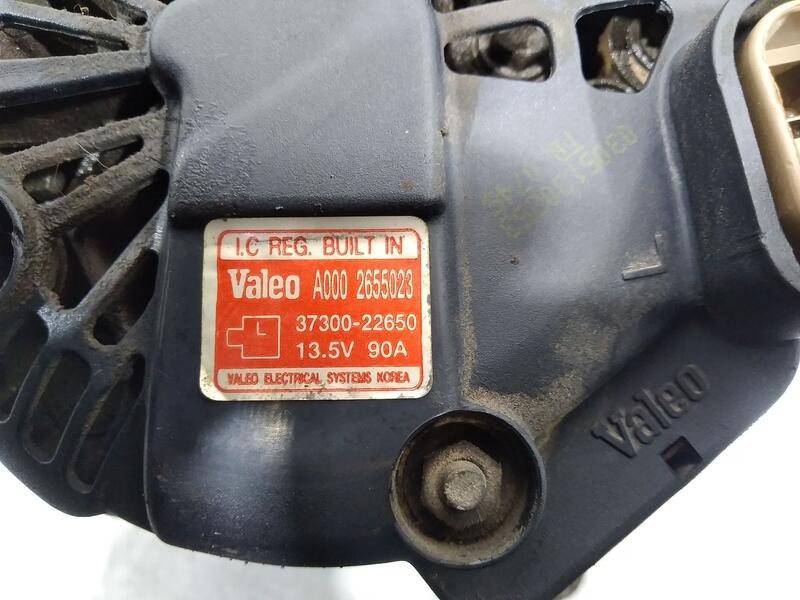 I.C REG. BUILT IN
Valeo A000 2655023
37300-22650
13.5V 90A
VALEO ELECTRICAL SYSTEMS KOREA
Valeo